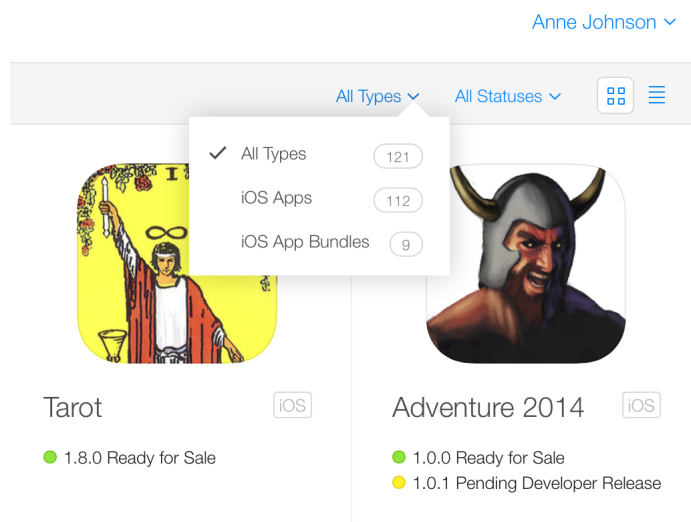 Anne Johnson
All Types
All Statuses
All Types 121
iOS Apps 112
iOS App Bundles 9
I
Tarot iOS
1.8.0 Ready for Sale
Adventure 2014 iOS
1.0.0 Ready for Sale
1.0.1 Pending Developer Release